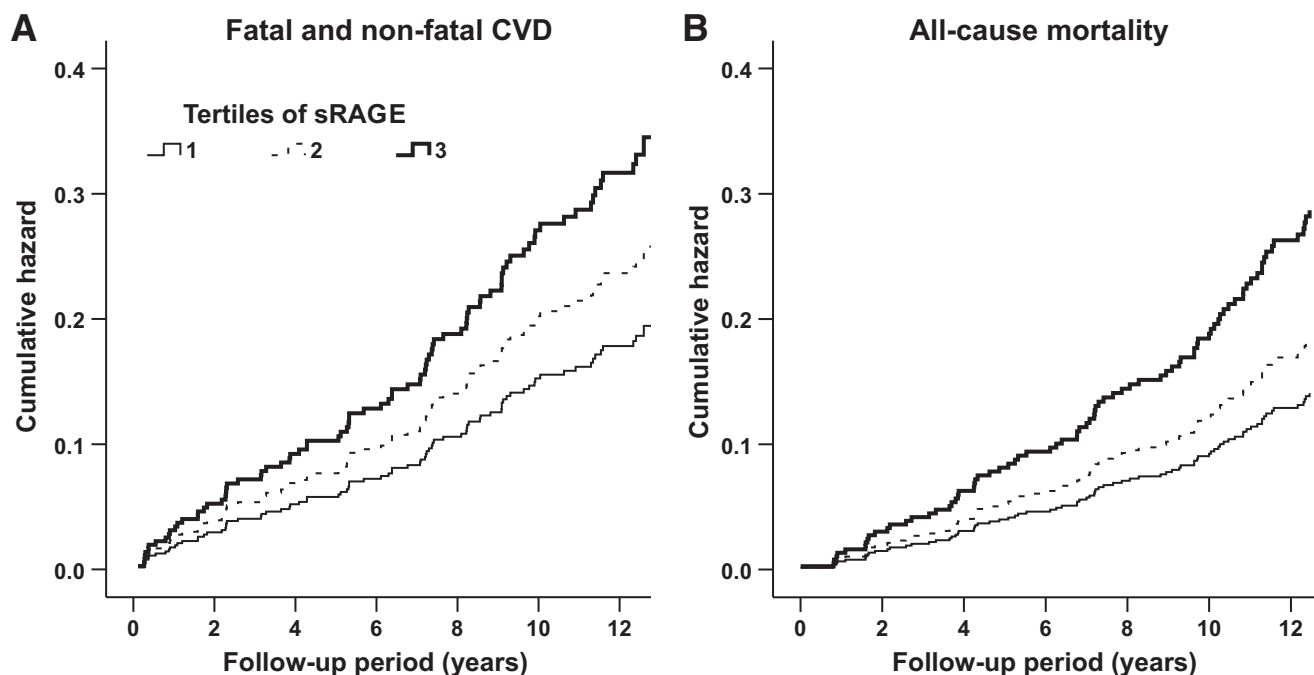 A Fatal and non-fatal CVD
0.4
Tertiles of sRAGE
1 2 3
0.3
0.2
0.1
0.0
Cumulative hazard
0 2 4 6 8 10 12
Follow-up period (years)
B All-cause mortality
0.4
0.3
0.2
0.1
0.0
Cumulative hazard
0 2 4 6 8 10 12
Follow-up period (years)